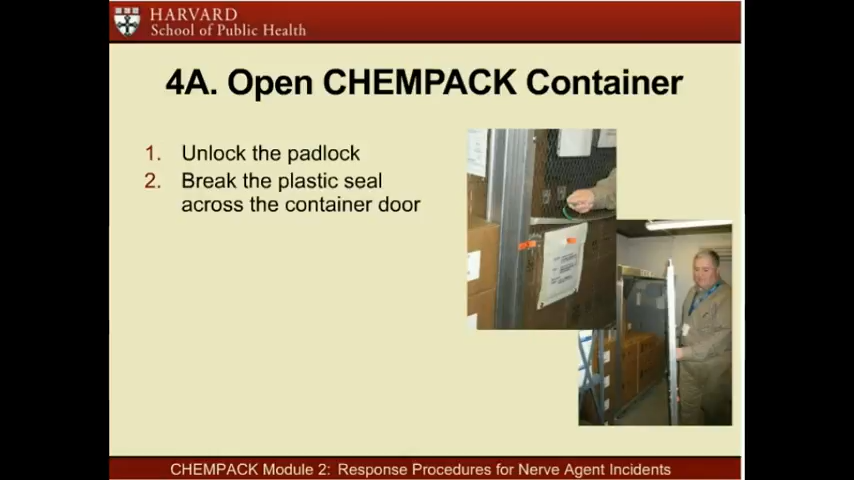 HARVARD
School of Public Health
4A. Open CHEMPACK Container
1. Unlock the padlock
2. Break the plastic seal
across the container door
CHEMPACK Module 2: Response Procedures for Nerve Agent Incidents